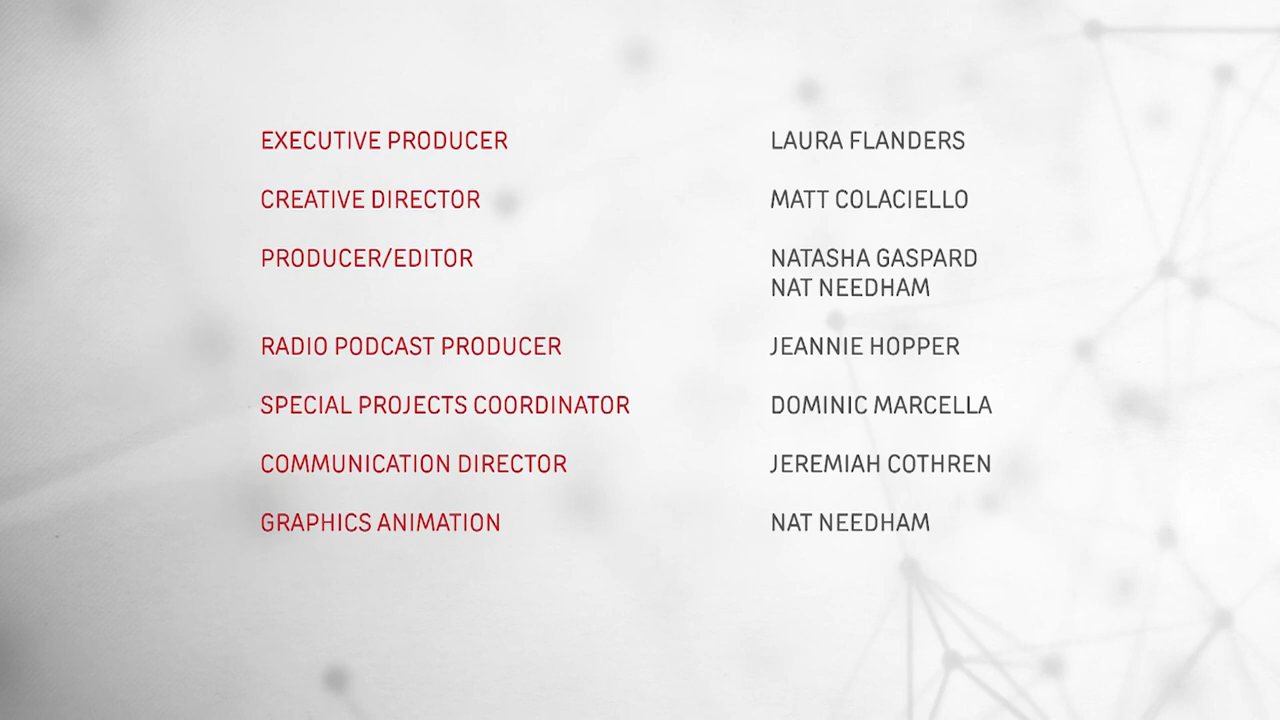 EXECUTIVE PRODUCER LAURA FLANDERS
CREATIVE DIRECTOR MATT COLACIELLO
PRODUCER/EDITOR NATASHA GASPARD
NAT NEEDHAM
RADIO PODCAST PRODUCER JEANNIE HOPPER
SPECIAL PROJECTS COORDINATOR DOMINIC MARCELLA
COMMUNICATION DIRECTOR JEREMIAH COTHREN
GRAPHICS ANIMATION NAT NEEDHAM